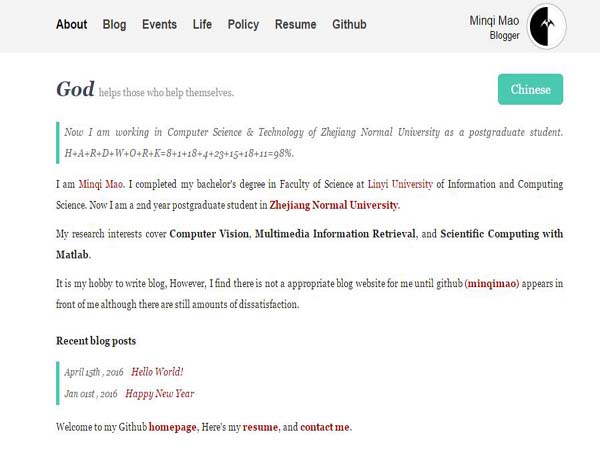 About Blog Events Life Policy Resume Github
Minqi Mao
Blogger
God helps those who help themselves.
Chinese
Now I am working in Computer Science & Technology of Zhejiang Normal University as a postgraduate student.
H+A+R+D+W+O+R+K=8+1+18+4+23+15+18+11=98%.
I am Minqi Mao. I completed my bachelor's degree in Faculty of Science at Linyi University of Information and Computing
Science. Now I am a 2nd year postgraduate student in Zhejiang Normal University.
My research interests cover Computer Vision, Multimedia Information Retrieval, and Scientific Computing with
Matlab.
It is my hobby to write blog, However, I find there is not a appropriate blog website for me until github (minqimao) appears in
front of me although there are still amounts of dissatisfaction.
Recent blog posts
April 15th , 2016 Hello World!
Jan 01st , 2016 Happy New Year
Welcome to my Github homepage, Here's my resume, and contact me.